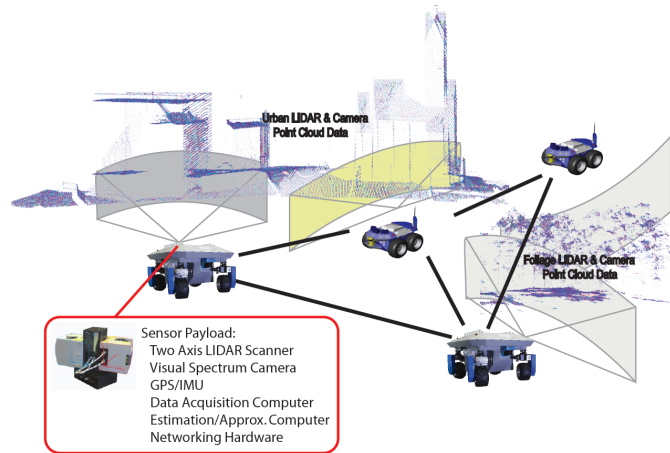 Urban LIDAR & Camera
Point Cloud Data
Foliage LIDAR & Camera
Point Cloud Data
Sensor Payload:
Two Axis LIDAR Scanner
Visual Spectrum Camera
GPS/IMU
Data Acquisition Computer
Estimation/Approx. Computer
Networking Hardware